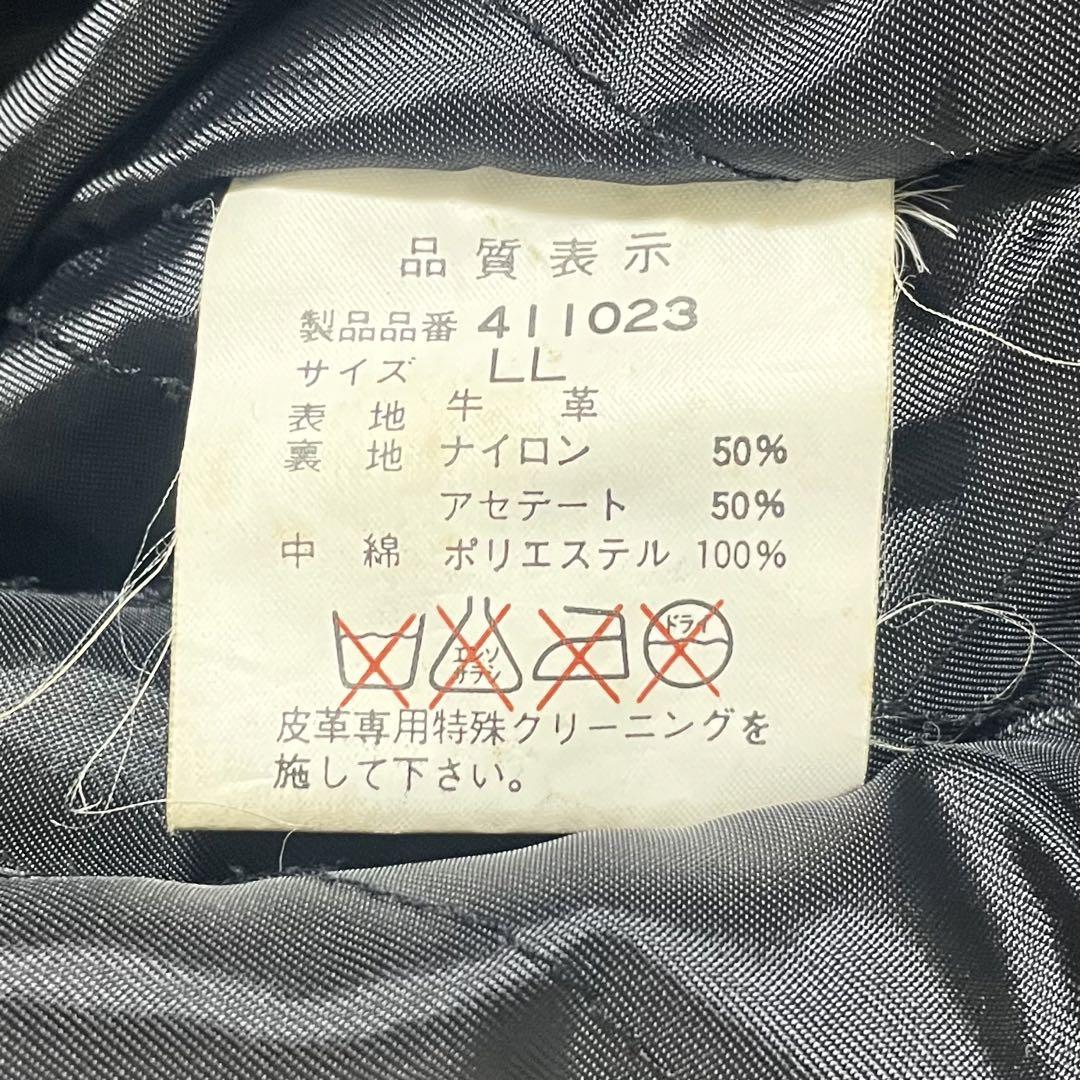 品質表示
製品品番 411023
サイズ LL
表地 牛革
裏地 ナイロン 50%
アセテート 50%
中綿 ポリエステル 100%
エンソ サラシ ドライ
皮革専用特殊クリーニングを
施して下さい。